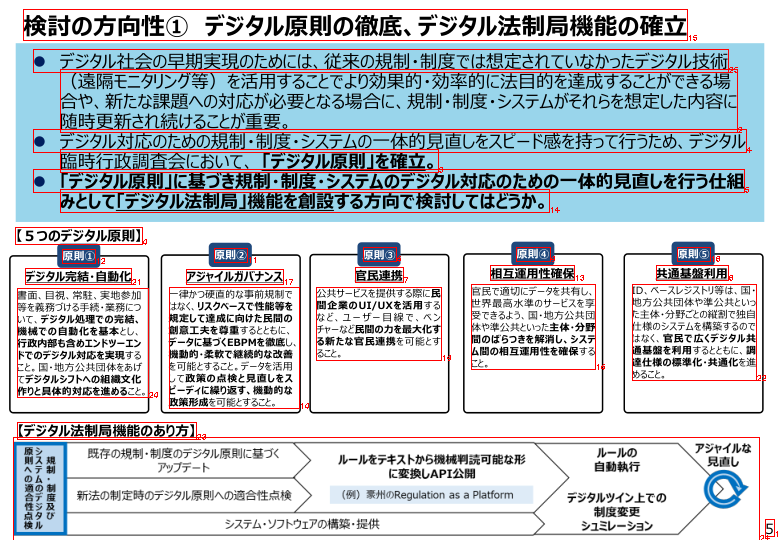 検討の方向性① デジタル原則の徹底、デジタル法制局機能の確立
● デジタル社会の早期実現のためには、従来の規制・制度では想定されていなかったデジタル技術
（遠隔モニタリング等）を活用することでより効果的・効率的に法目的を達成することができる場
合や、新たな課題への対応が必要となる場合に、規制・制度・システムがそれらを想定した内容に
随時更新され続けることが重要。
● デジタル対応のための規制・制度・システムの一体的見直しをスピード感を持って行うため、デジタル
臨時行政調査会において、「デジタル原則」を確立。
● 「デジタル原則」に基づき規制・制度・システムのデジタル対応のための一体的見直しを行う仕組
みとして「デジタル法制局」機能を創設する方向で検討してはどうか。
【５つのデジタル原則】
原則①
デジタル完結・自動化
書面、目視、常駐、実地参加
等を義務づける手続・業務につ
いて、デジタル処理での完結、
機械での自動化を基本とし、
行政内部も含めエンドツーエン
ドでのデジタル対応を実現する
こと。国・地方公共団体をあげ
てデジタルシフトへの組織文化
作りと具体的対応を進めること。
原則②
アジャイルガバナンス
一律かつ硬直的な事前規制で
はなく、リスクベースで性能等を
規定して達成に向けた民間の
創意工夫を尊重するとともに、
データに基づくEBPMを徹底し、
機動的・柔軟で継続的な改善
を可能とすること。データを活用
して政策の点検と見直しをス
ピーディに繰り返す、機動的な
政策形成を可能とすること。
原則③
官民連携
公共サービスを提供する際に民
間企業のUI/UXを活用する
など、ユーザー目線で、ベン
チャーなど民間の力を最大化す
る新たな官民連携を可能とす
ること。
原則④
相互運用性確保
官民で適切にデータを共有し、
世界最高水準のサービスを享
受できるよう、国・地方公共団
体や準公共といった主体・分野
間のばらつきを解消し、システ
ム間の相互運用性を確保する
こと。
原則⑤
共通基盤利用
ID、ベースレジストリ等は、国・
地方公共団体や準公共といっ
た主体・分野ごとの縦割で独自
仕様のシステムを構築するので
はなく、官民で広くデジタル共
通基盤を利用するとともに、調
達仕様の標準化・共通化を進
めること。
【デジタル法制局機能のあり方】
規制・制度及び
システムのデジタル
原則への適合性点検
既存の規制・制度のデジタル原則に基づく
アップデート
新法の制定時のデジタル原則への適合性点検
ルールをテキストから機械判読可能な形
に変換しAPI公開
（例）豪州のRegulation as a Platform
ルールの
自動執行
デジタルツイン上での
制度変更
シュミレーション
アジャイルな
見直し
システム・ソフトウェアの構築・提供
5